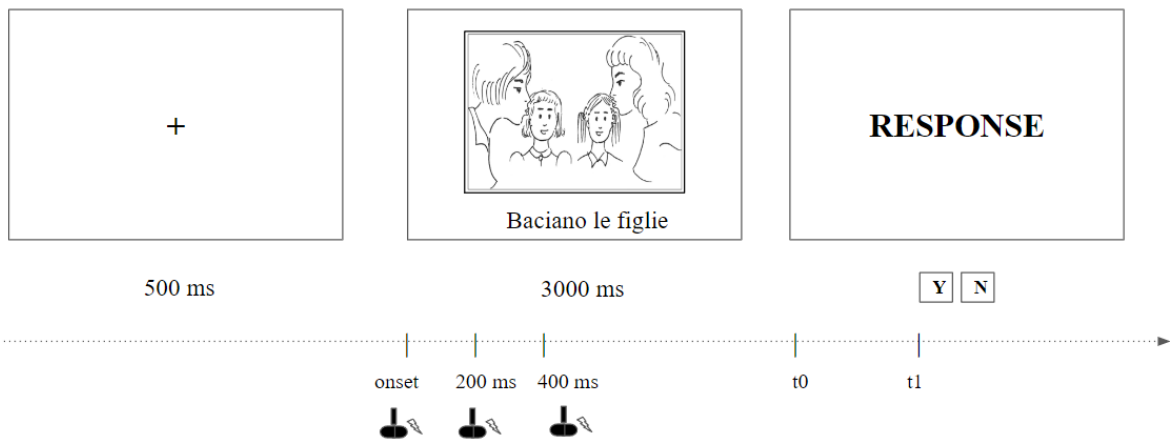 +
Baciano le figlie
RESPONSE
500 ms
3000 ms
Y N
onset
200 ms
400 ms
t0
t1